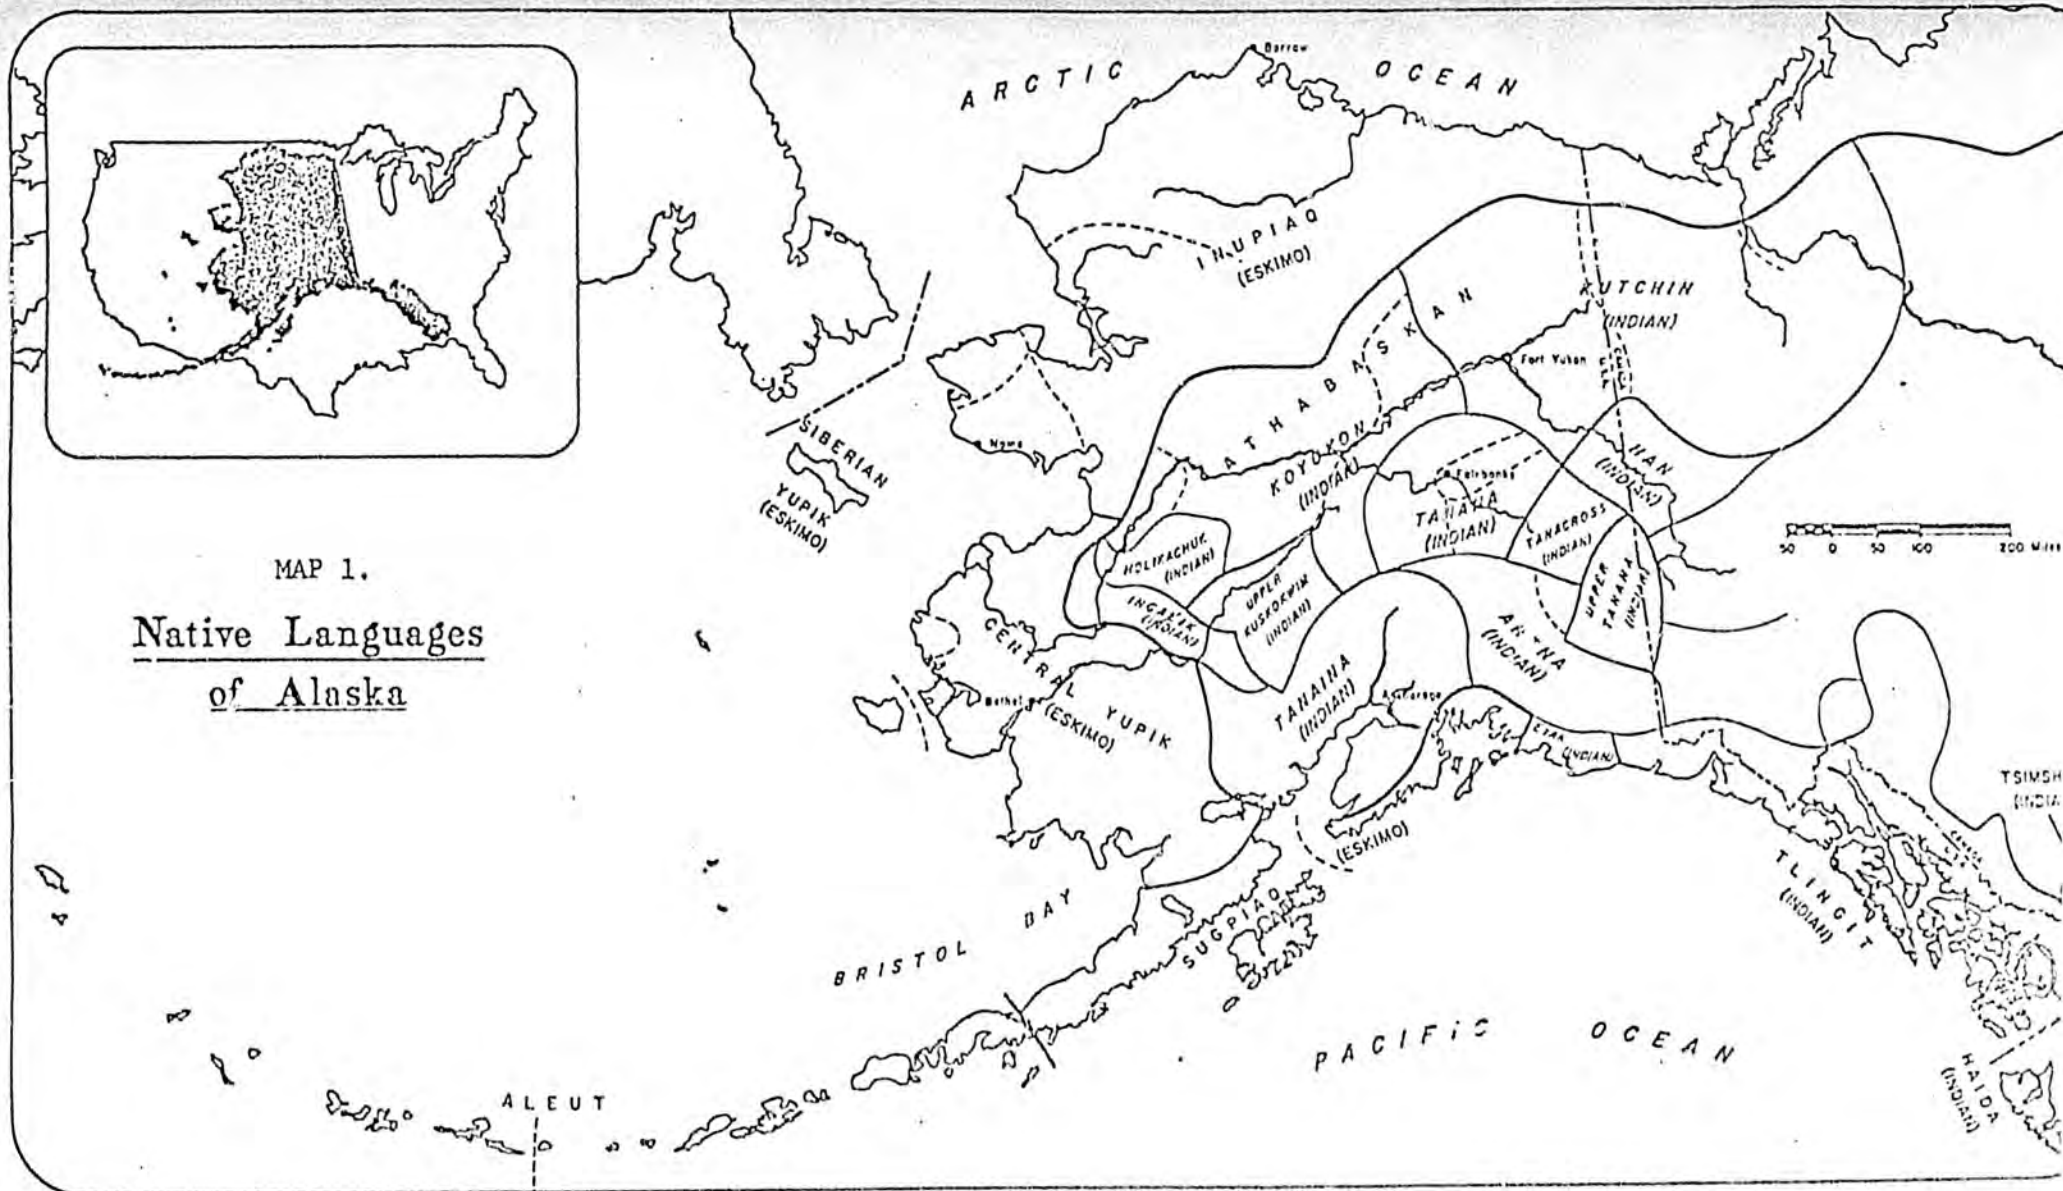 MAP 1.
Native Languages
of Alaska
ARCTIC OCEAN
Barrow
INUPIAQ
(ESKIMO)
KUTCHIN
(INDIAN)
ATHABASKAN
Fort Yukon
SIBERIAN
YUPIK
(ESKIMO)
Nome
KOYUKON
(INDIAN)
HAN
(INDIAN)
Fairbanks
TANANA
(INDIAN)
TANACROSS
(INDIAN)
50 0 50 100 200 Miles
HOLIKACHUK
(INDIAN)
UPPER
KUSKOKWIM
(INDIAN)
UPPER
TANANA
(INDIAN)
INGALIK
(INDIAN)
AHTNA
(INDIAN)
CENTRAL YUPIK
(ESKIMO)
Bethel
TANAINA
(INDIAN)
Anchorage
EYAK
(INDIAN)
TSIMSH
(INDIA
(ESKIMO)
SUGPIAQ
TLINGIT
(INDIAN)
BRISTOL BAY
PACIFIC OCEAN
HAIDA
(INDIAN)
ALEUT